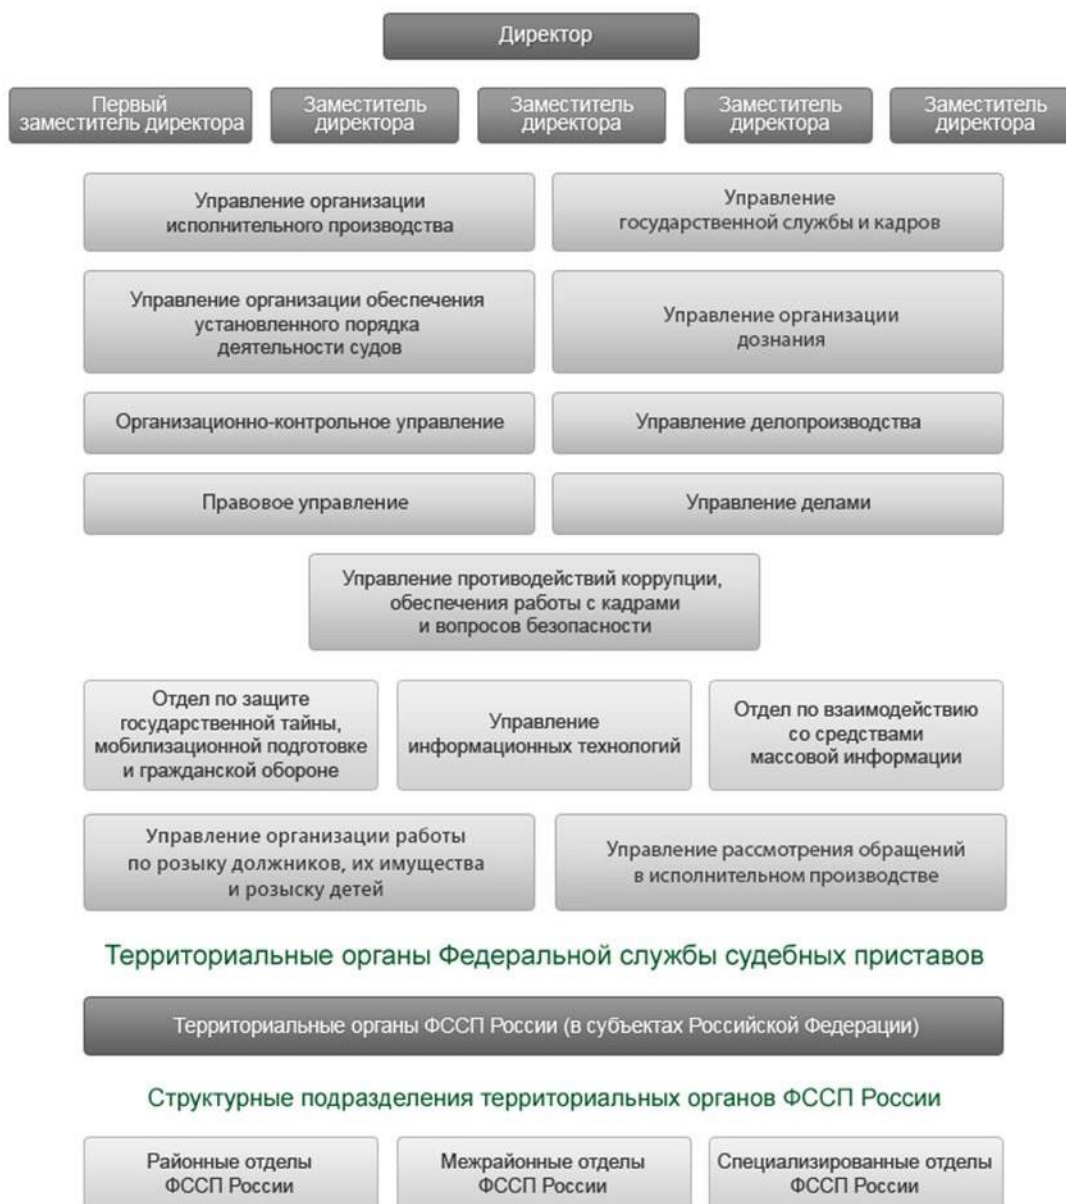 Директор
Первый
заместитель директора
Заместитель
директора
Заместитель
директора
Заместитель
директора
Заместитель
директора
Управление организации
исполнительного производства
Управление
государственной службы и кадров
Управление организации обеспечения
установленного порядка
деятельности судов
Управление организации
дознания
Организационно-контрольное управление
Управление делопроизводства
Правовое управление
Управление делами
Управление противодействий коррупции,
обеспечения работы с кадрами
и вопросов безопасности
Отдел по защите
государственной тайны,
мобилизационной подготовке
и гражданской обороне
Управление
информационных технологий
Отдел по взаимодействию
со средствами
массовой информации
Управление организации работы
по розыку должников, их имущества
и розыску детей
Управление рассмотрения обращений
в исполнительном производстве
Территориальные органы Федеральной службы судебных приставов
Территориальные органы ФССП России (в субъектах Российской Федерации)
Структурные подразделения территориальных органов ФССП России
Районные отделы
ФССП России
Межрайонные отделы
ФССП России
Специализированные отделы
ФССП России